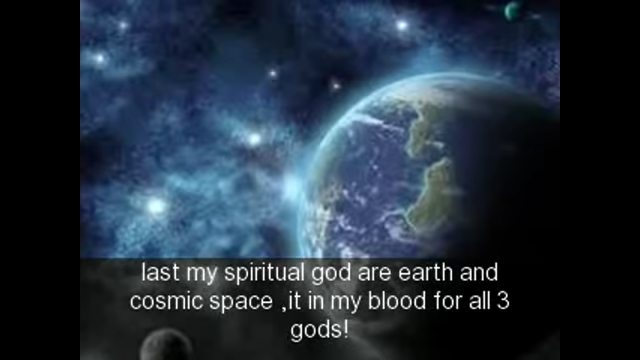 last my spiritual god are earth and
cosmic space ,it in my blood for all 3
gods!